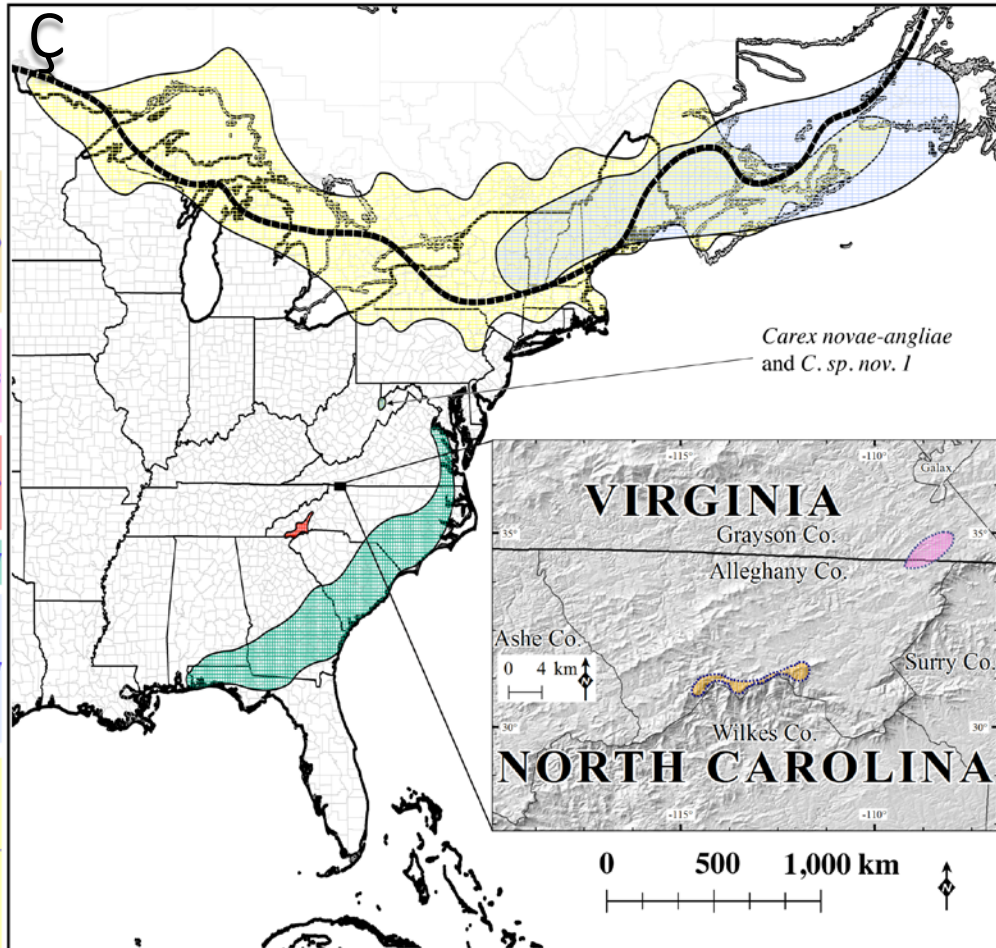 C
Carex novae-angliae
and C. sp. nov. 1
-115°
-110°
Galax
VIRGINIA
35°
Grayson Co.
35°
Alleghany Co.
Ashe Co.
0 4 km
N
Surry Co.
30°
Wilkes Co.
30°
NORTH CAROLINA
-115°
-110°
0 500 1,000 km
N